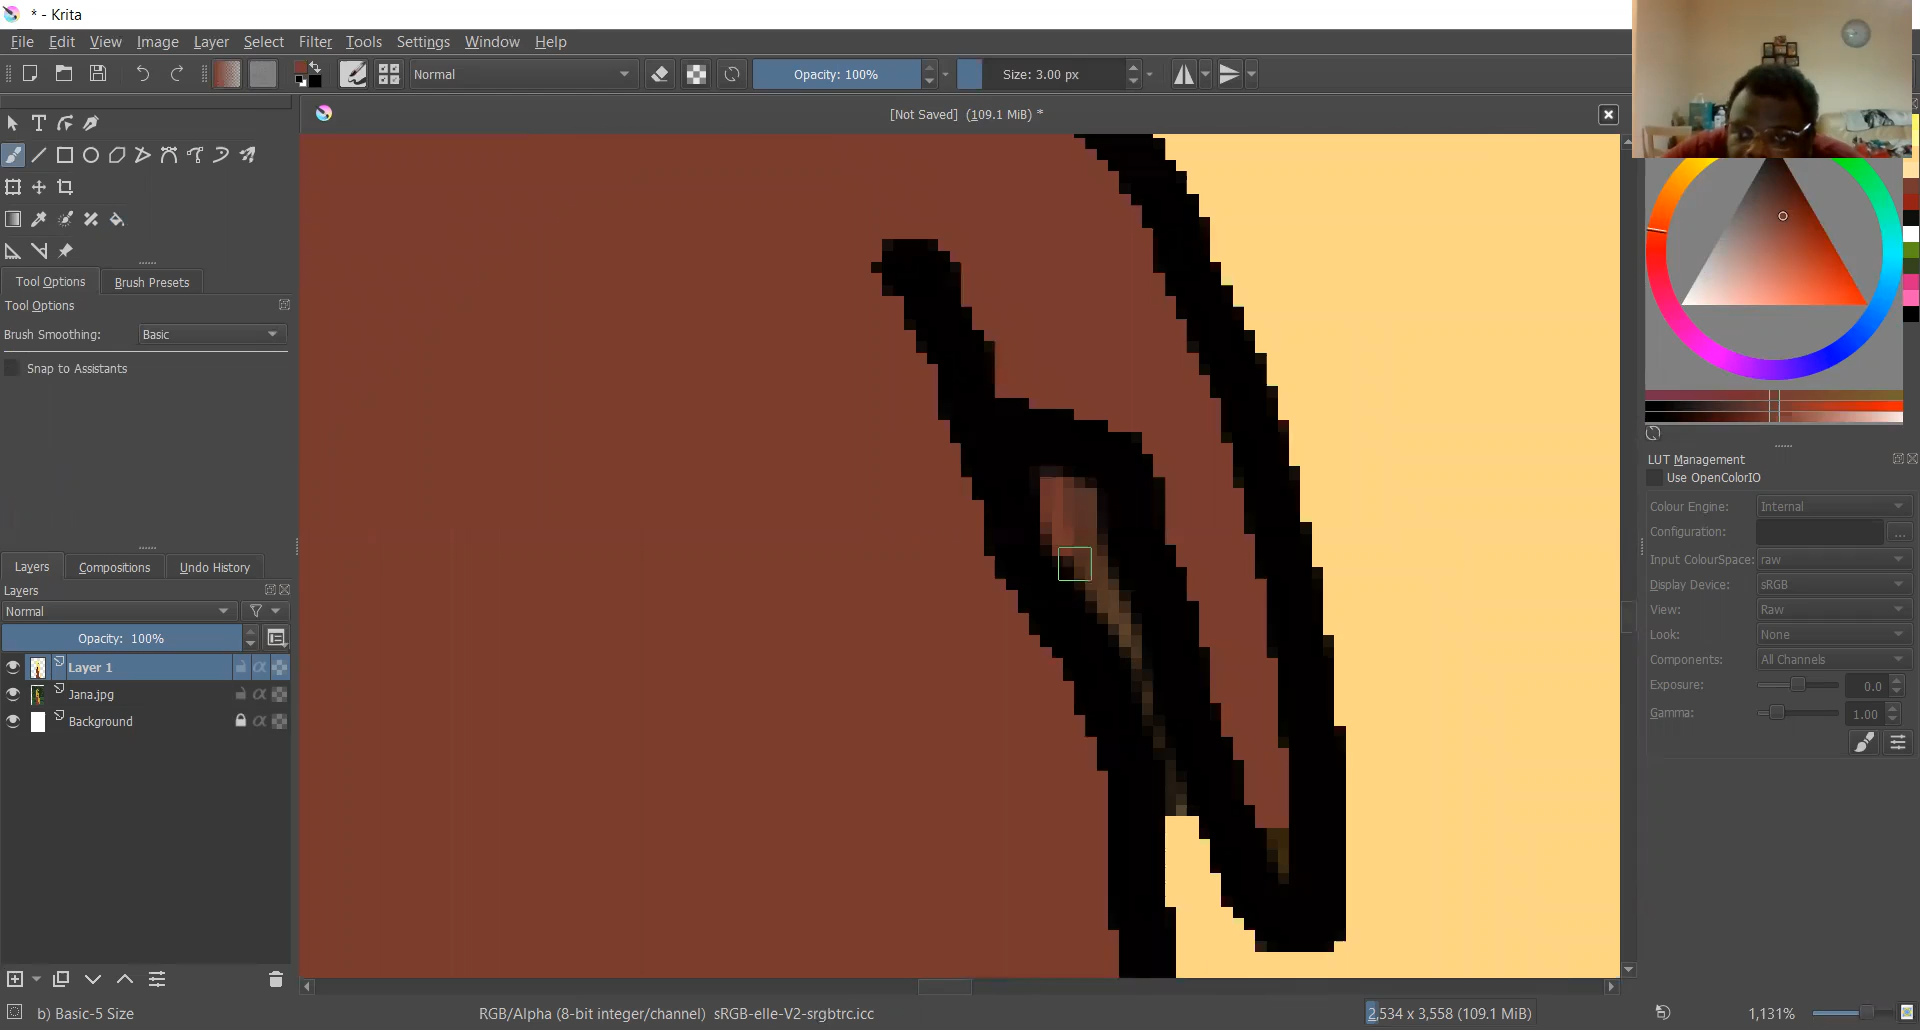 * - Krita
File Edit View Image Layer Select Filter Tools Settings Window Help
Normal
Opacity: 100%
Size: 3.00 px
[Not Saved] (109.1 MiB) *
Tool Options
Brush Presets
Tool Options
Brush Smoothing:
Basic
Snap to Assistants
Layers
Compositions
Undo History
Layers
Normal
Opacity: 100%
Layer 1
Jana.jpg
Background
LUT Management
Use OpenColorIO
Colour Engine:
Internal
Configuration:
...
Input ColourSpace:
raw
Display Device:
sRGB
View:
Raw
Look:
None
Components:
All Channels
Exposure:
0.0
Gamma:
1.00
b) Basic-5 Size
RGB/Alpha (8-bit integer/channel) sRGB-elle-V2-srgbtrc.icc
2,534 x 3,558 (109.1 MiB)
1,131%